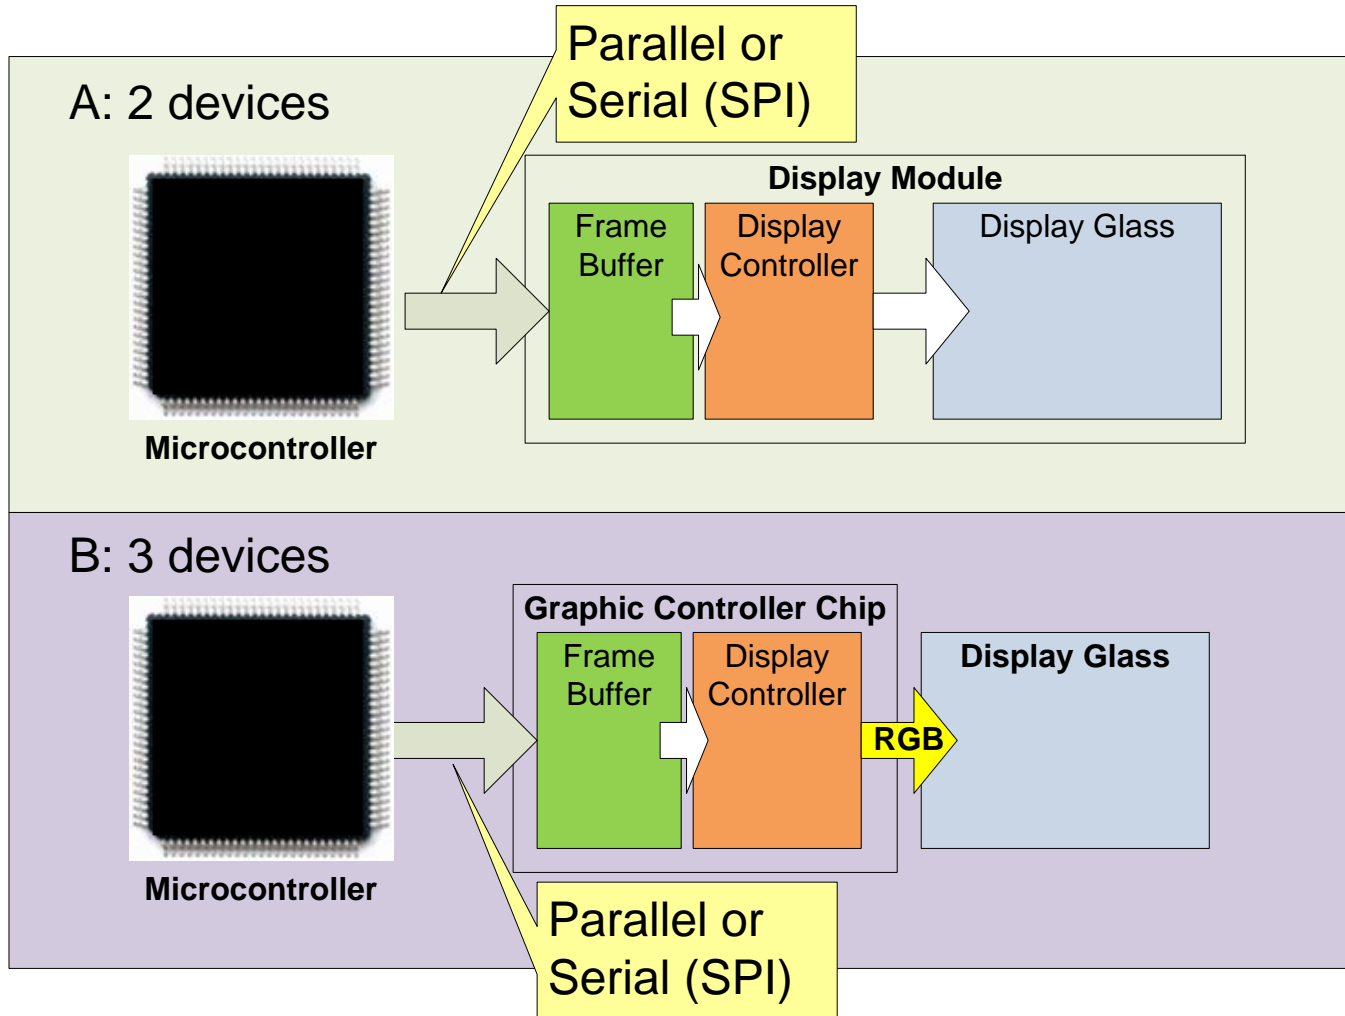 Parallel or
Serial (SPI)
A: 2 devices
Display Module
Frame
Buffer
Display
Controller
Display Glass
Microcontroller
B: 3 devices
Graphic Controller Chip
Frame
Buffer
Display
Controller
RGB
Display Glass
Microcontroller
Parallel or
Serial (SPI)